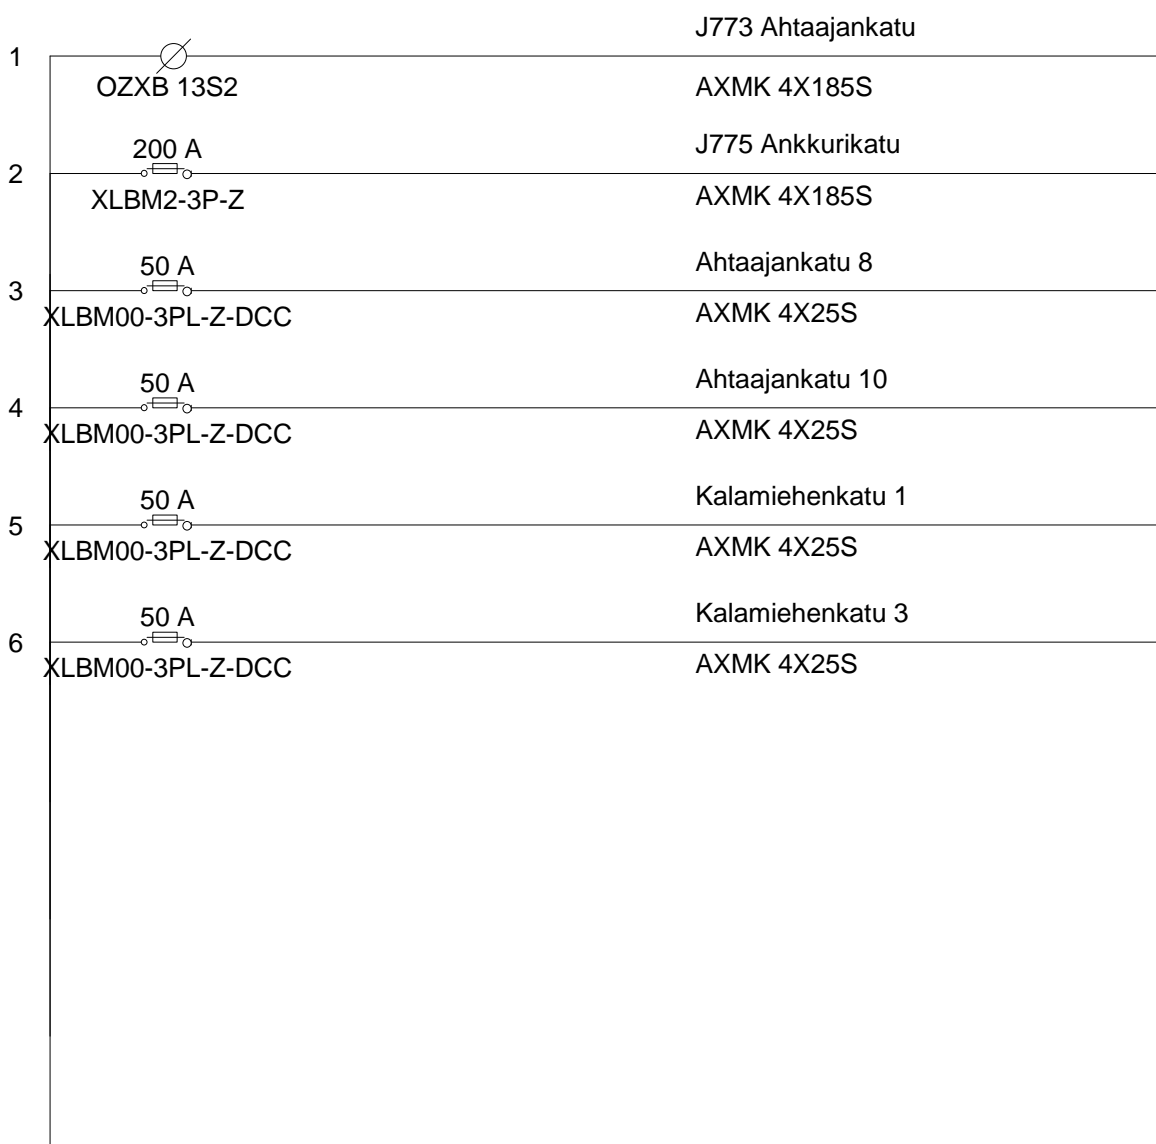 J773 Ahtaajankatu
1
OZXB 13S2
AXMK 4X185S
200 A
J775 Ankkurikatu
2
XLBM2-3P-Z
AXMK 4X185S
50 A
Ahtaajankatu 8
3
XLBM00-3PL-Z-DCC
AXMK 4X25S
50 A
Ahtaajankatu 10
4
XLBM00-3PL-Z-DCC
AXMK 4X25S
50 A
Kalamiehenkatu 1
5
XLBM00-3PL-Z-DCC
AXMK 4X25S
50 A
Kalamiehenkatu 3
6
XLBM00-3PL-Z-DCC
AXMK 4X25S